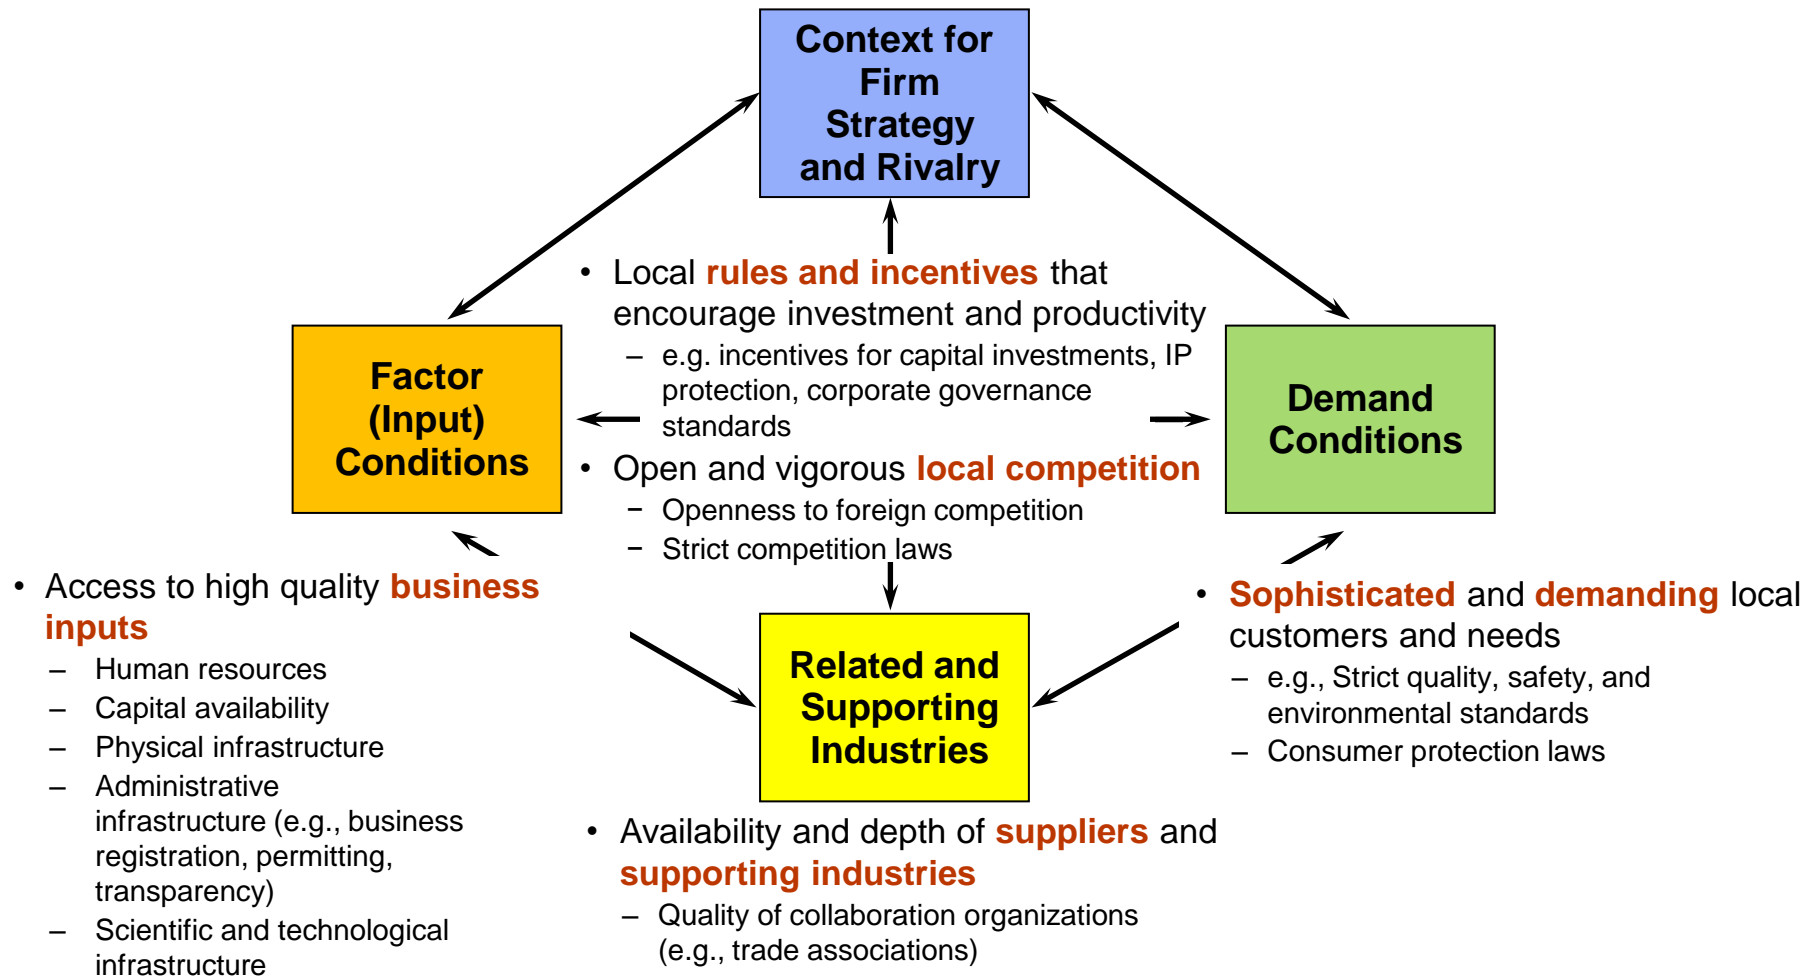 Context for
Firm
Strategy
and Rivalry
• Local rules and incentives that
encourage investment and productivity
– e.g. incentives for capital investments, IP
protection, corporate governance
standards
• Open and vigorous local competition
– Openness to foreign competition
– Strict competition laws
Factor
(Input)
Conditions
• Access to high quality business
inputs
– Human resources
– Capital availability
– Physical infrastructure
– Administrative
infrastructure (e.g., business
registration, permitting,
transparency)
– Scientific and technological
infrastructure
Demand
Conditions
• Sophisticated and demanding local
customers and needs
– e.g., Strict quality, safety, and
environmental standards
– Consumer protection laws
Related and
Supporting
Industries
• Availability and depth of suppliers and
supporting industries
– Quality of collaboration organizations
(e.g., trade associations)